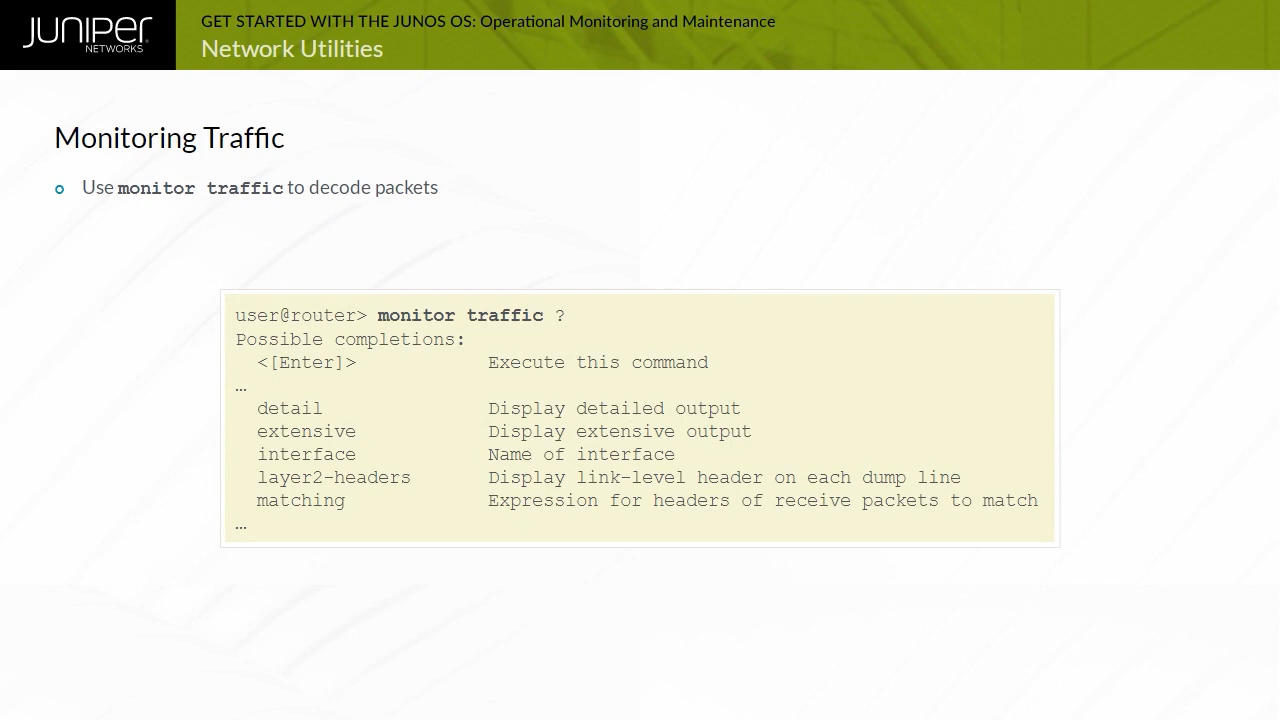 JUNIPER
NETWORKS
GET STARTED WITH THE JUNOS OS: Operational Monitoring and Maintenance
Network Utilities
Monitoring Traffic
Use monitor traffic to decode packets
user@router> monitor traffic ?
Possible completions:
<[Enter]> Execute this command
…
detail Display detailed output
extensive Display extensive output
interface Name of interface
layer2-headers Display link-level header on each dump line
matching Expression for headers of receive packets to match
…